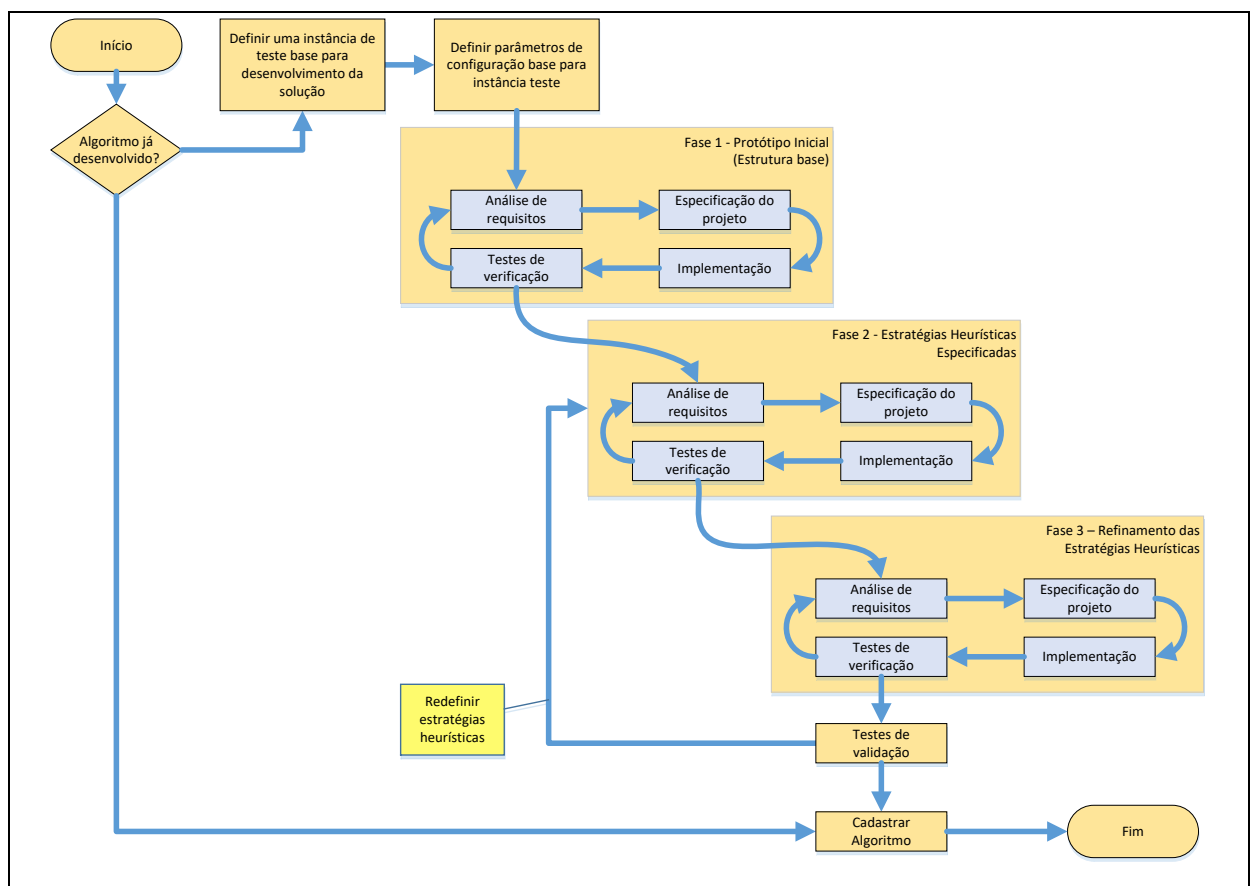 Início
Definir uma instância de
teste base para
desenvolvimento da
solução
Definir parâmetros de
configuração base para
instância teste
Algoritmo já
desenvolvido?
Fase 1 - Protótipo Inicial
(Estrutura base)
Análise de
requisitos
Especificação do
projeto
Testes de
verificação
Implementação
Fase 2 - Estratégias Heurísticas
Especificadas
Análise de
requisitos
Especificação do
projeto
Testes de
verificação
Implementação
Fase 3 – Refinamento das
Estratégias Heurísticas
Análise de
requisitos
Especificação do
projeto
Testes de
verificação
Implementação
Redefinir
estratégias
heurísticas
Testes de
validação
Cadastrar
Algoritmo
Fim